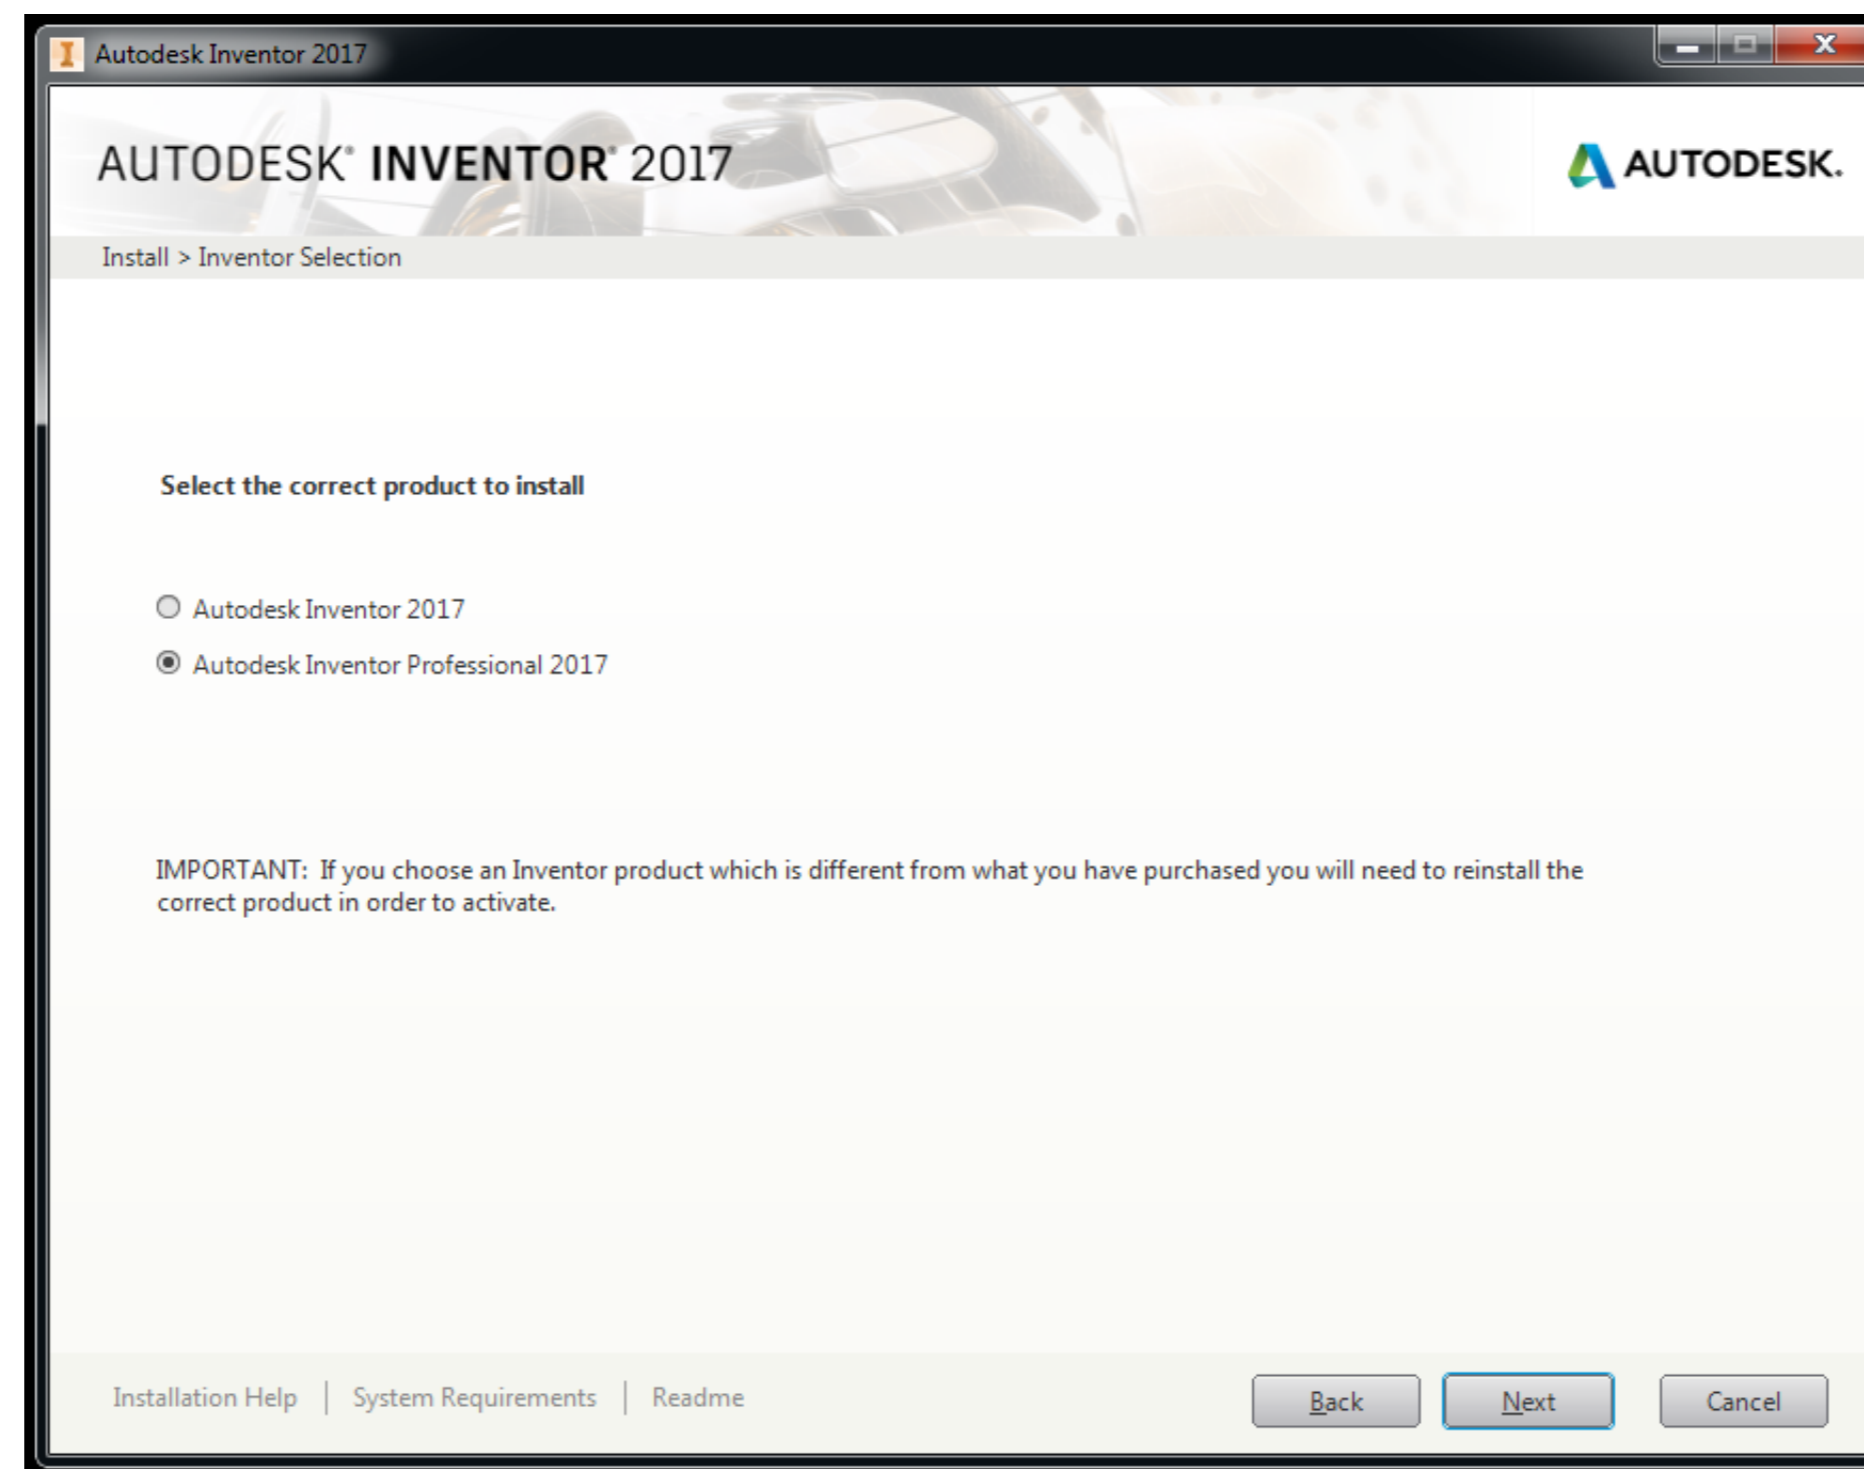 Autodesk Inventor 2017
AUTODESK® INVENTOR® 2017
AUTODESK.
Install > Inventor Selection
Select the correct product to install
Autodesk Inventor 2017
Autodesk Inventor Professional 2017
IMPORTANT: If you choose an Inventor product which is different from what you have purchased you will need to reinstall the
correct product in order to activate.
Installation Help | System Requirements | Readme
Back Next Cancel